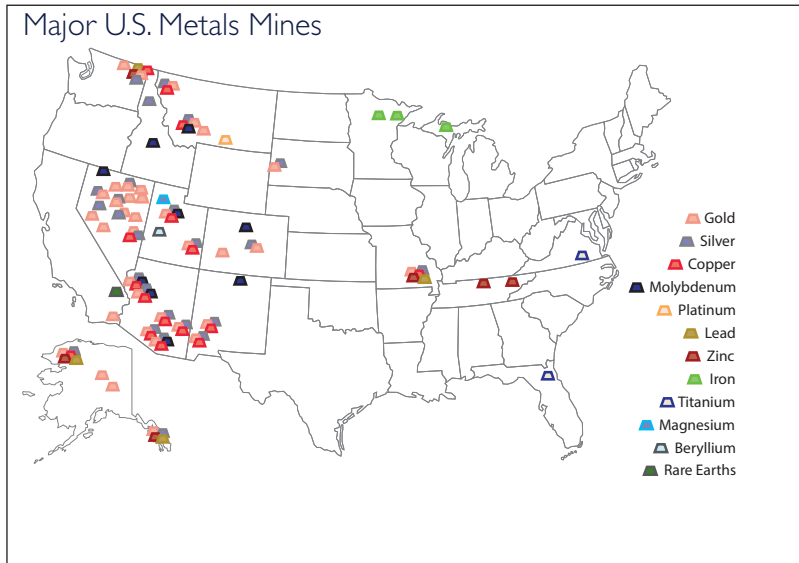 Major U.S. Metals Mines
Gold
Silver
Copper
Molybdenum
Platinum
Lead
Zinc
Iron
Titanium
Magnesium
Beryllium
Rare Earths